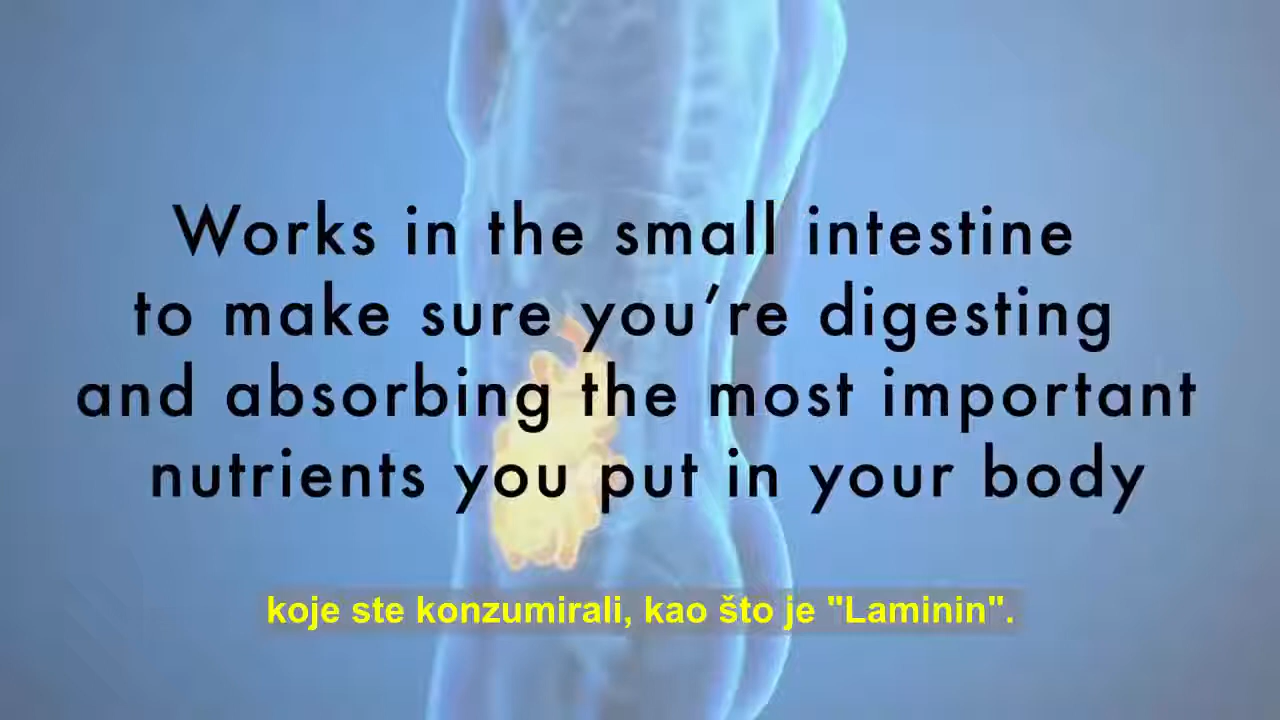 Works in the small intestine
to make sure you’re digesting
and absorbing the most important
nutrients you put in your body
koje ste konzumirali, kao što je "Laminin".